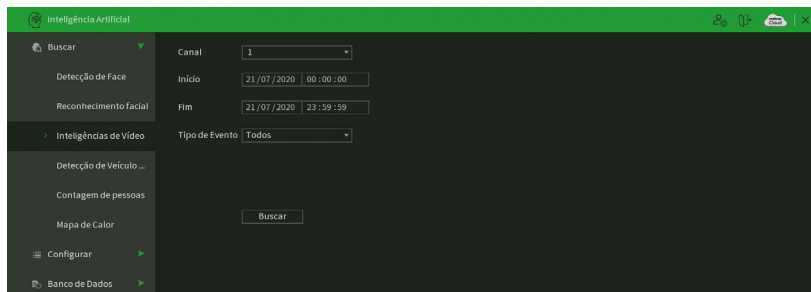 Inteligência Artificial
Buscar
Detecção de Face
Reconhecimento facial
Inteligências de Vídeo
Detecção de Veículo ...
Contagem de pessoas
Mapa de Calor
Configurar
Banco de Dados
Canal 1
Início 21/07/2020 00:00:00
Fim 21/07/2020 23:59:59
Tipo de Evento Todos
Buscar